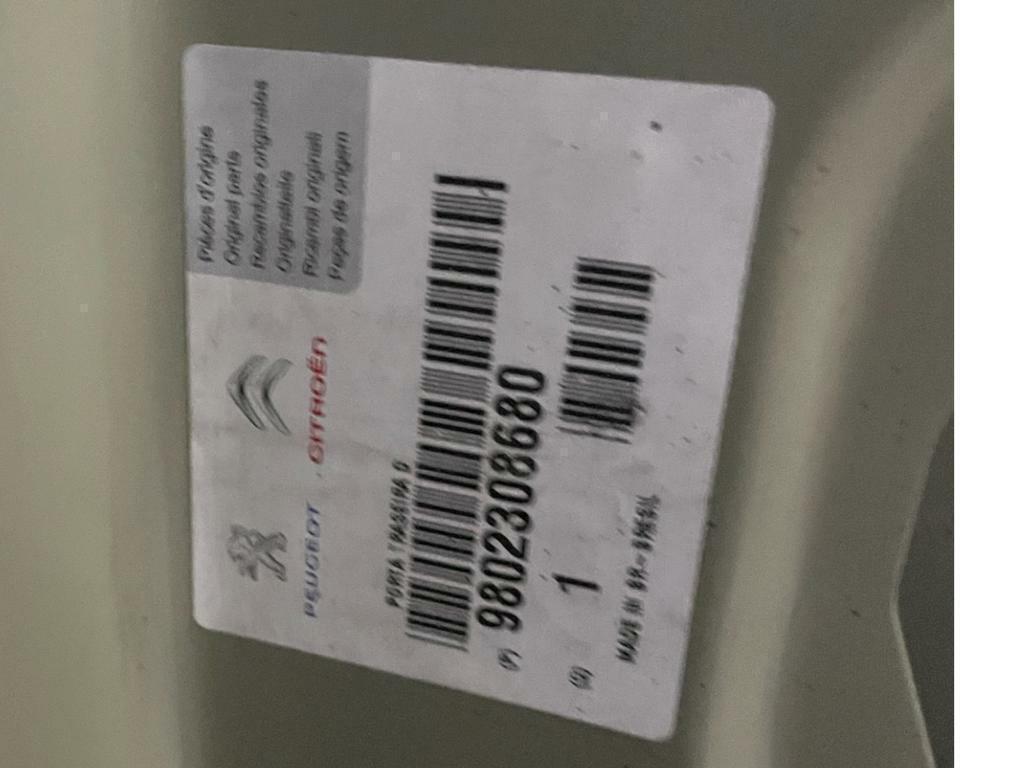 PEUGEOT
CITROËN
Pièces d'origine
Original parts
Recambios originales
Originalteile
Ricambi originali
Peças de origem
PORTA TRASEIRA D
(P) 9802308680
(Q) 1
MADE IN BR-BRESIL